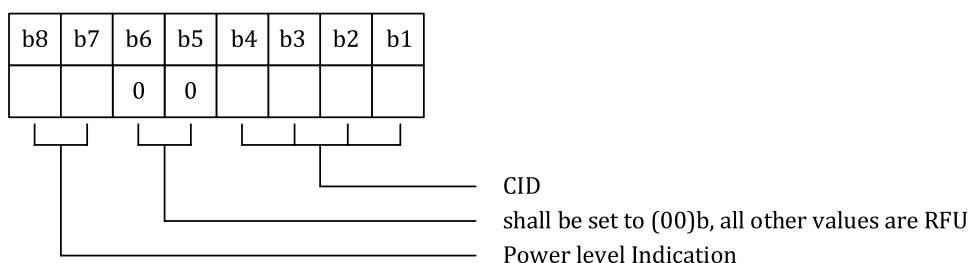 b8 b7 b6 b5 b4 b3 b2 b1
0 0
CID
shall be set to (00)b, all other values are RFU
Power level Indication